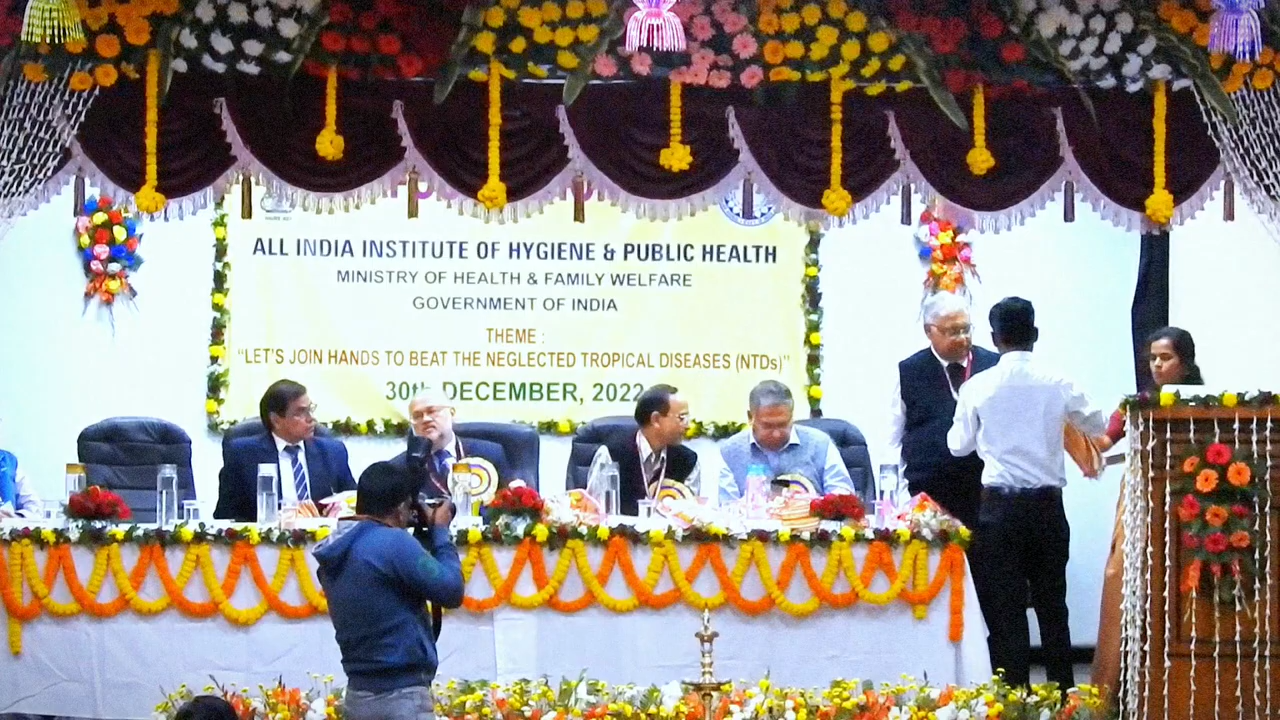 ALL INDIA INSTITUTE OF HYGIENE & PUBLIC HEALTH
MINISTRY OF HEALTH & FAMILY WELFARE
GOVERNMENT OF INDIA
THEME :
"LET'S JOIN HANDS TO BEAT THE NEGLECTED TROPICAL DISEASES (NTDs)"
30th DECEMBER, 2022